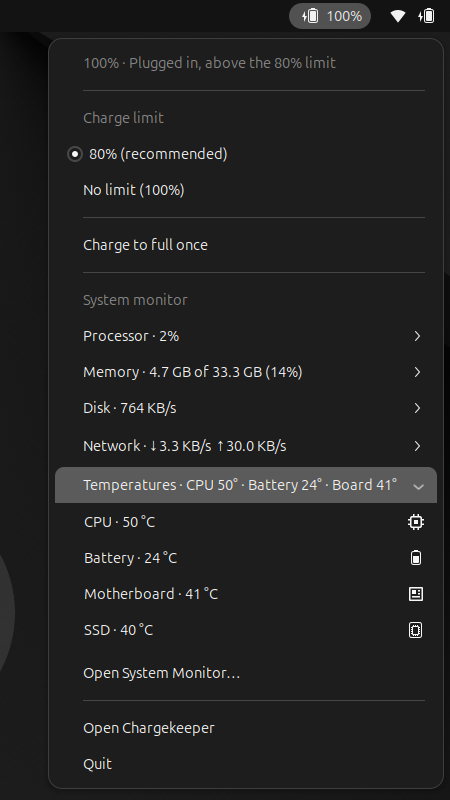 100%
100% · Plugged in, above the 80% limit
Charge limit
80% (recommended)
No limit (100%)
Charge to full once
System monitor
Processor · 2%
Memory · 4.7 GB of 33.3 GB (14%)
Disk · 764 KB/s
Network · ↓3.3 KB/s ↑30.0 KB/s
Temperatures · CPU 50° · Battery 24° · Board 41°
CPU · 50 °C
Battery · 24 °C
Motherboard · 41 °C
SSD · 40 °C
Open System Monitor…
Open Chargekeeper
Quit